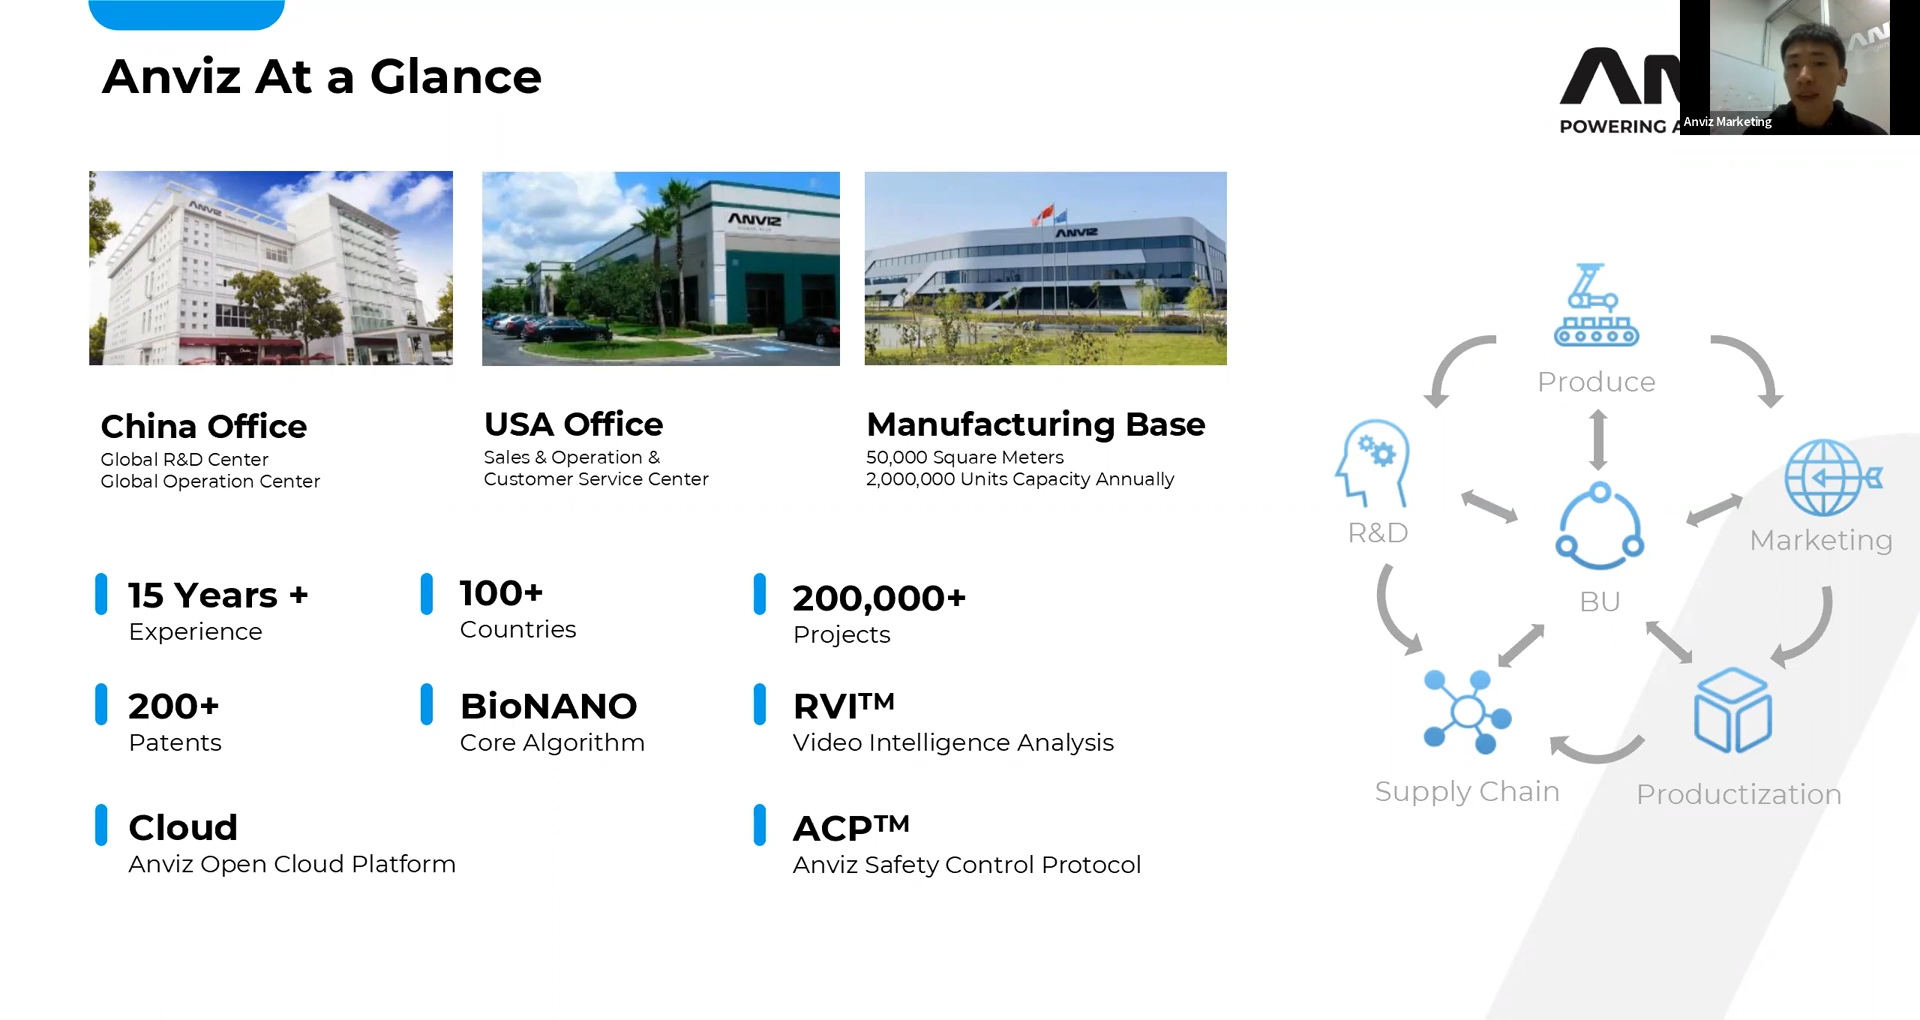 Anviz At a Glance
POWERING
Anviz Marketing
ANVIZ
ANVIZ
ANVIZ
China Office
Global R&D Center
Global Operation Center
USA Office
Sales & Operation &
Customer Service Center
Manufacturing Base
50,000 Square Meters
2,000,000 Units Capacity Annually
15 Years +
Experience
100+
Countries
200,000+
Projects
200+
Patents
BioNANO
Core Algorithm
RVI™
Video Intelligence Analysis
Cloud
Anviz Open Cloud Platform
ACP™
Anviz Safety Control Protocol
Produce
R&D
Marketing
BU
Supply Chain
Productization